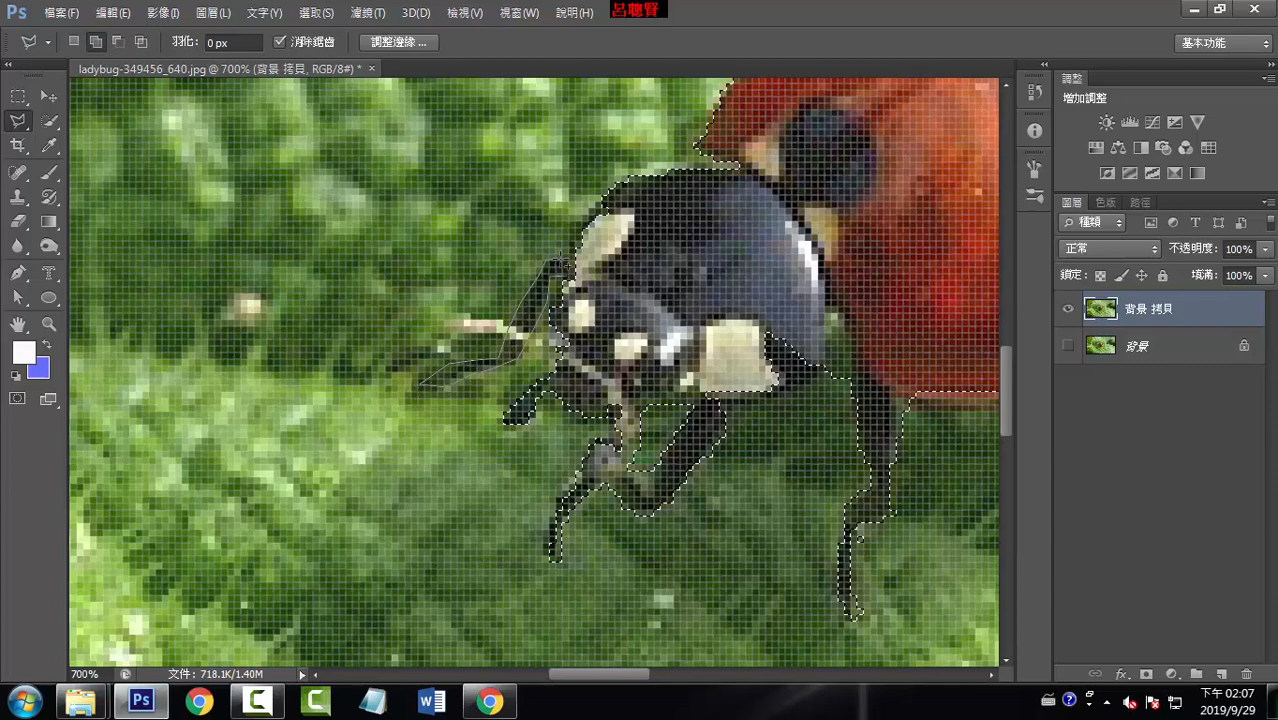 Ps 檔案(F) 編輯(E) 影像(I) 圖層(L) 文字(Y) 選取(S) 濾鏡(T) 3D(D) 檢視(V) 視窗(W) 說明(H) 呂聰賢
羽化: 0 px 消除鋸齒 調整邊緣 ... 基本功能
ladybug-349456_640.jpg @ 700% (背景 拷貝, RGB/8#) *
調整
增加調整
圖層 色版 路徑
種類
正常 不透明度: 100%
鎖定: 填滿: 100%
背景 拷貝
背景
700% 文件: 718.1K/1.40M
fx
Ps W
下午 02:07
2019/9/29